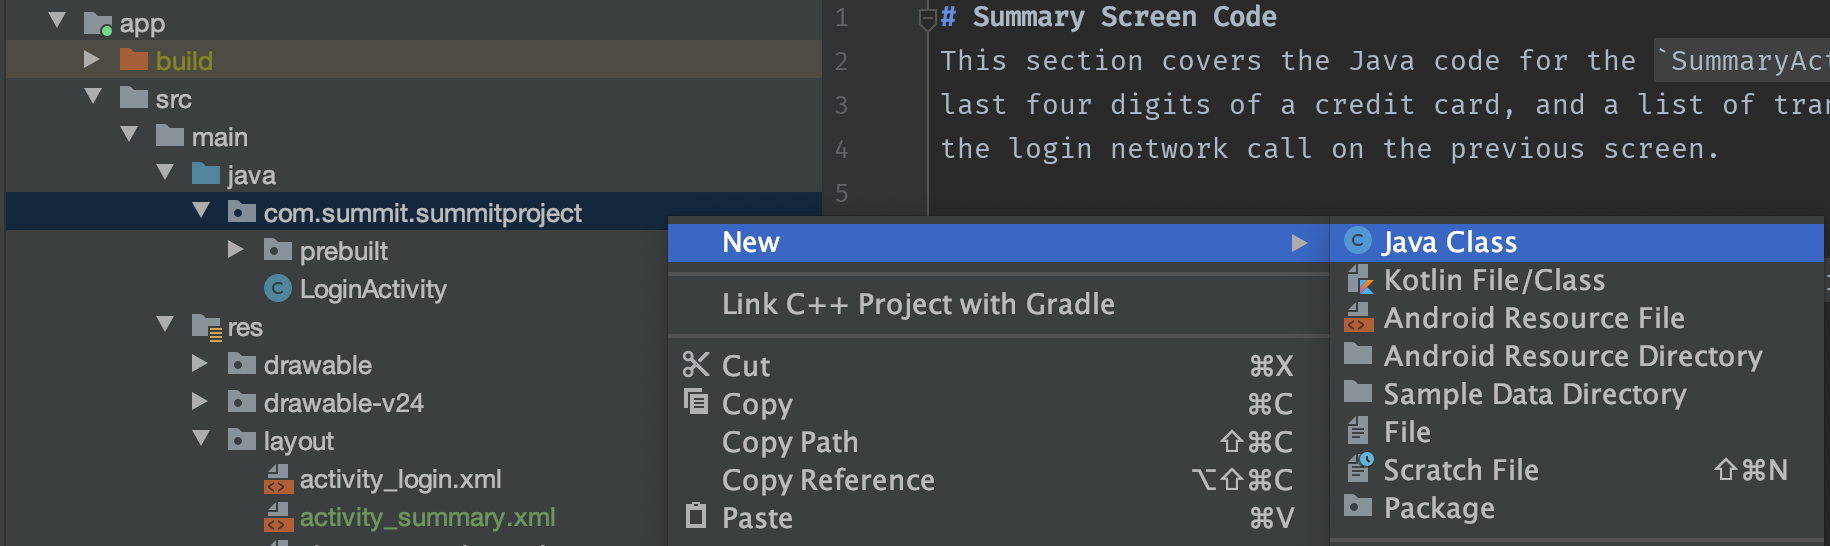 app
build
src
main
java
com.summit.summitproject
prebuilt
LoginActivity
res
drawable
drawable-v24
layout
activity_login.xml
activity_summary.xml
1 # Summary Screen Code
2 This section covers the Java code for the `SummaryAct
3 last four digits of a credit card, and a list of tran
4 the login network call on the previous screen.
5
New
Link C++ Project with Gradle
Cut ⌘X
Copy ⌘C
Copy Path ⇧⌘C
Copy Reference ⌥⇧⌘C
Paste ⌘V
Java Class
Kotlin File/Class
Android Resource File
Android Resource Directory
Sample Data Directory
File
Scratch File ⇧⌘N
Package